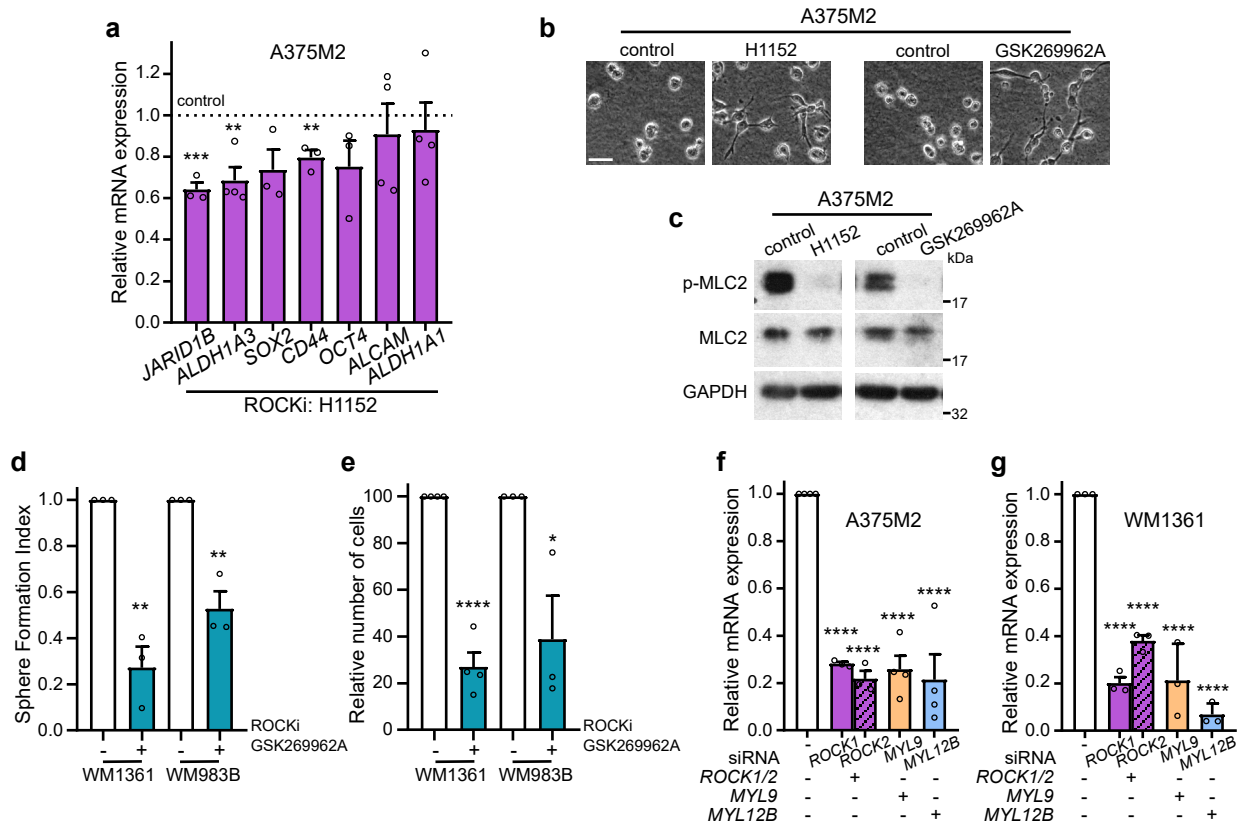 a
A375M2
Relative mRNA expression
1.2
1.0
0.8
0.6
0.4
0.2
0.0
control
***
**
**
JARID1B
ALDH1A3
SOX2
CD44
OCT4
ALCAM
ALDH1A1
ROCKi: H1152
b
A375M2
control
H1152
control
GSK269962A
c
A375M2
control
H1152
control
GSK269962A
kDa
p-MLC2
17
MLC2
17
GAPDH
32
d
Sphere Formation Index
1.0
0.8
0.6
0.4
0.2
0.0
**
**
ROCKi
- + - + GSK269962A
WM1361 WM983B
e
Relative number of cells
100
80
60
40
20
0
****
*
ROCKi
- + - + GSK269962A
WM1361 WM983B
f
A375M2
Relative mRNA expression
1.0
0.8
0.6
0.4
0.2
0.0
****
****
****
****
- ROCK1 ROCK2 MYL9 MYL12B
siRNA
ROCK1/2 - + - -
MYL9 - - + -
MYL12B - - - +
g
WM1361
Relative mRNA expression
1.0
0.8
0.6
0.4
0.2
0.0
****
****
****
****
- ROCK1 ROCK2 MYL9 MYL12B
siRNA
ROCK1/2 - + - -
MYL9 - - + -
MYL12B - - - +